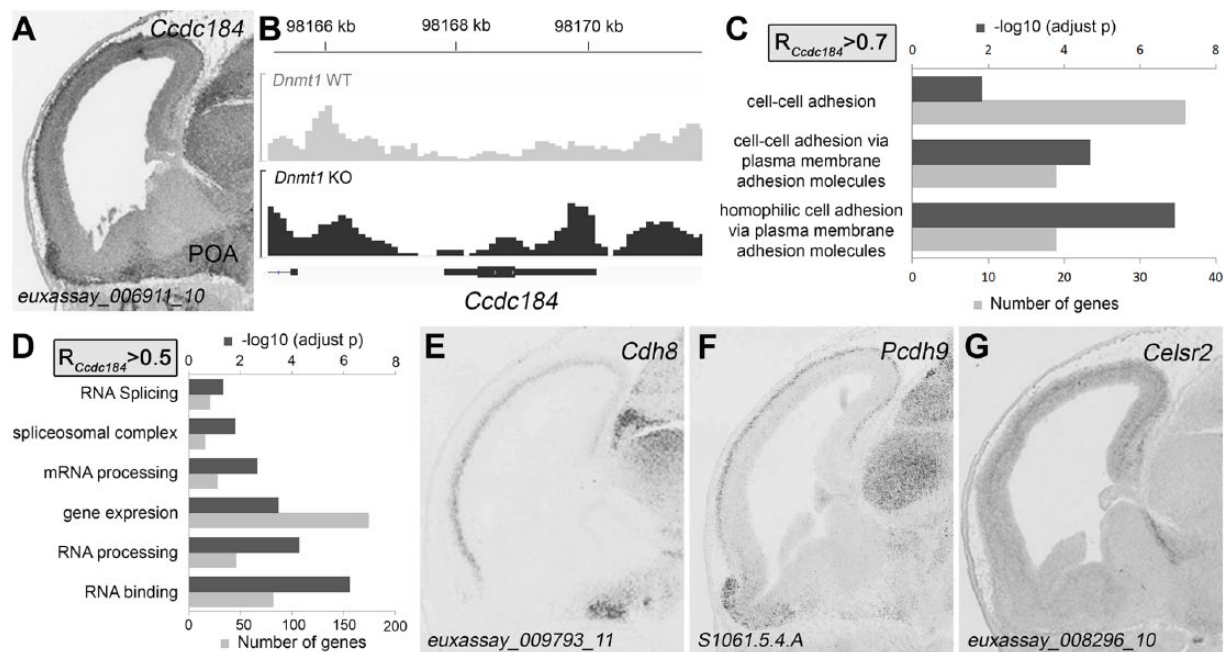 A
Ccdc184
POA
euxassay_006911_10
B
98166 kb 98168 kb 98170 kb
Dnmt1 WT
Dnmt1 KO
Ccdc184
C
R Ccdc184>0.7
-log10 (adjust p)
0 2 4 6 8
cell-cell adhesion
cell-cell adhesion via
plasma membrane
adhesion molecules
homophilic cell adhesion
via plasma membrane
adhesion molecules
0 10 20 30 40
Number of genes
D
R Ccdc184>0.5
-log10 (adjust p)
0 2 4 6 8
RNA Splicing
spliceosomal complex
mRNA processing
gene expresion
RNA processing
RNA binding
0 50 100 150 200
Number of genes
E
Cdh8
euxassay_009793_11
F
Pcdh9
S1061.5.4.A
G
Celsr2
euxassay_008296_10